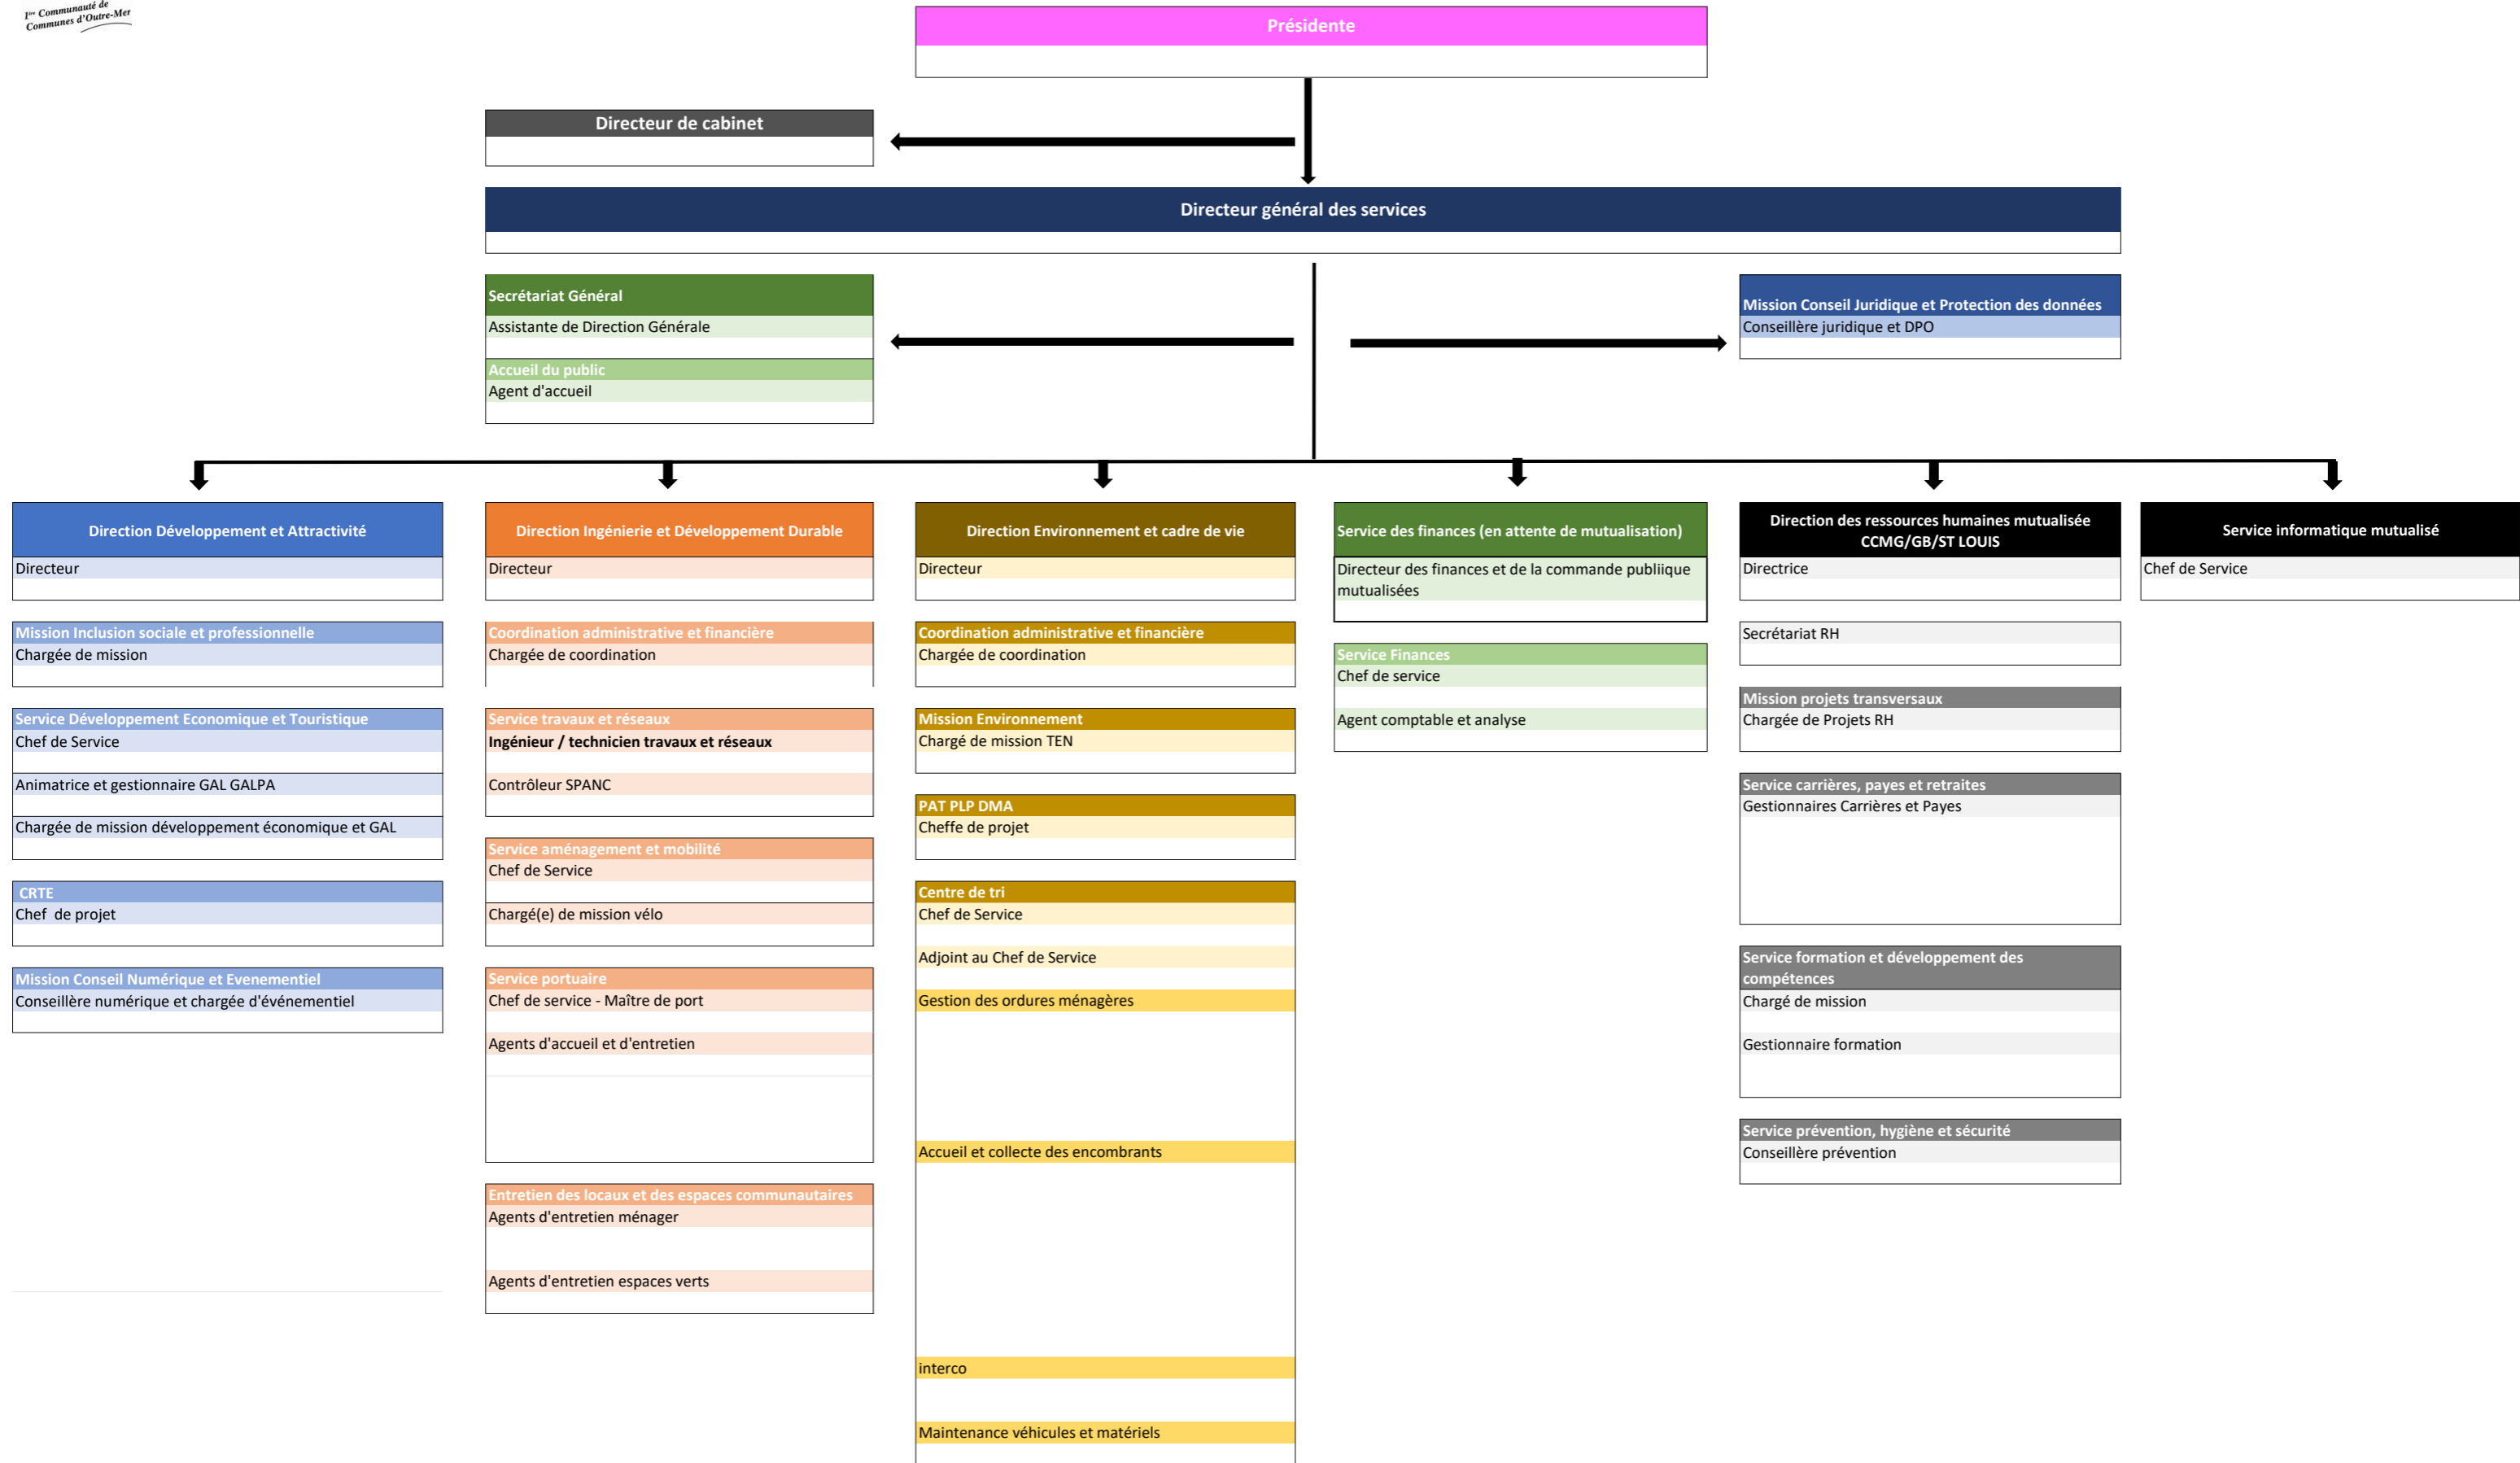 1ère Communauté de
Communes d'Outre-Mer
Présidente
Directeur de cabinet
Directeur général des services
Secrétariat Général
Assistante de Direction Générale
Accueil du public
Agent d'accueil
Mission Conseil Juridique et Protection des données
Conseillère juridique et DPO
Direction Développement et Attractivité
Directeur
Mission Inclusion sociale et professionnelle
Chargée de mission
Service Développement Economique et Touristique
Chef de Service
Animatrice et gestionnaire GAL GALPA
Chargée de mission développement économique et GAL
CRTE
Chef de projet
Mission Conseil Numérique et Evenementiel
Conseillère numérique et chargée d'événementiel
Direction Ingénierie et Développement Durable
Directeur
Coordination administrative et financière
Chargée de coordination
Service travaux et réseaux
Ingénieur / technicien travaux et réseaux
Contrôleur SPANC
Service aménagement et mobilité
Chef de Service
Chargé(e) de mission vélo
Service portuaire
Chef de service - Maître de port
Agents d'accueil et d'entretien
Entretien des locaux et des espaces communautaires
Agents d'entretien ménager
Agents d'entretien espaces verts
Direction Environnement et cadre de vie
Directeur
Coordination administrative et financière
Chargée de coordination
Mission Environnement
Chargé de mission TEN
PAT PLP DMA
Cheffe de projet
Centre de tri
Chef de Service
Adjoint au Chef de Service
Gestion des ordures ménagères
Accueil et collecte des encombrants
interco
Maintenance véhicules et matériels
Service des finances (en attente de mutualisation)
Directeur des finances et de la commande publiique
mutualisées
Service Finances
Chef de service
Agent comptable et analyse
Direction des ressources humaines mutualisée
CCMG/GB/ST LOUIS
Directrice
Secrétariat RH
Mission projets transversaux
Chargée de Projets RH
Service carrières, payes et retraites
Gestionnaires Carrières et Payes
Service formation et développement des
compétences
Chargé de mission
Gestionnaire formation
Service prévention, hygiène et sécurité
Conseillère prévention
Service informatique mutualisé
Chef de Service